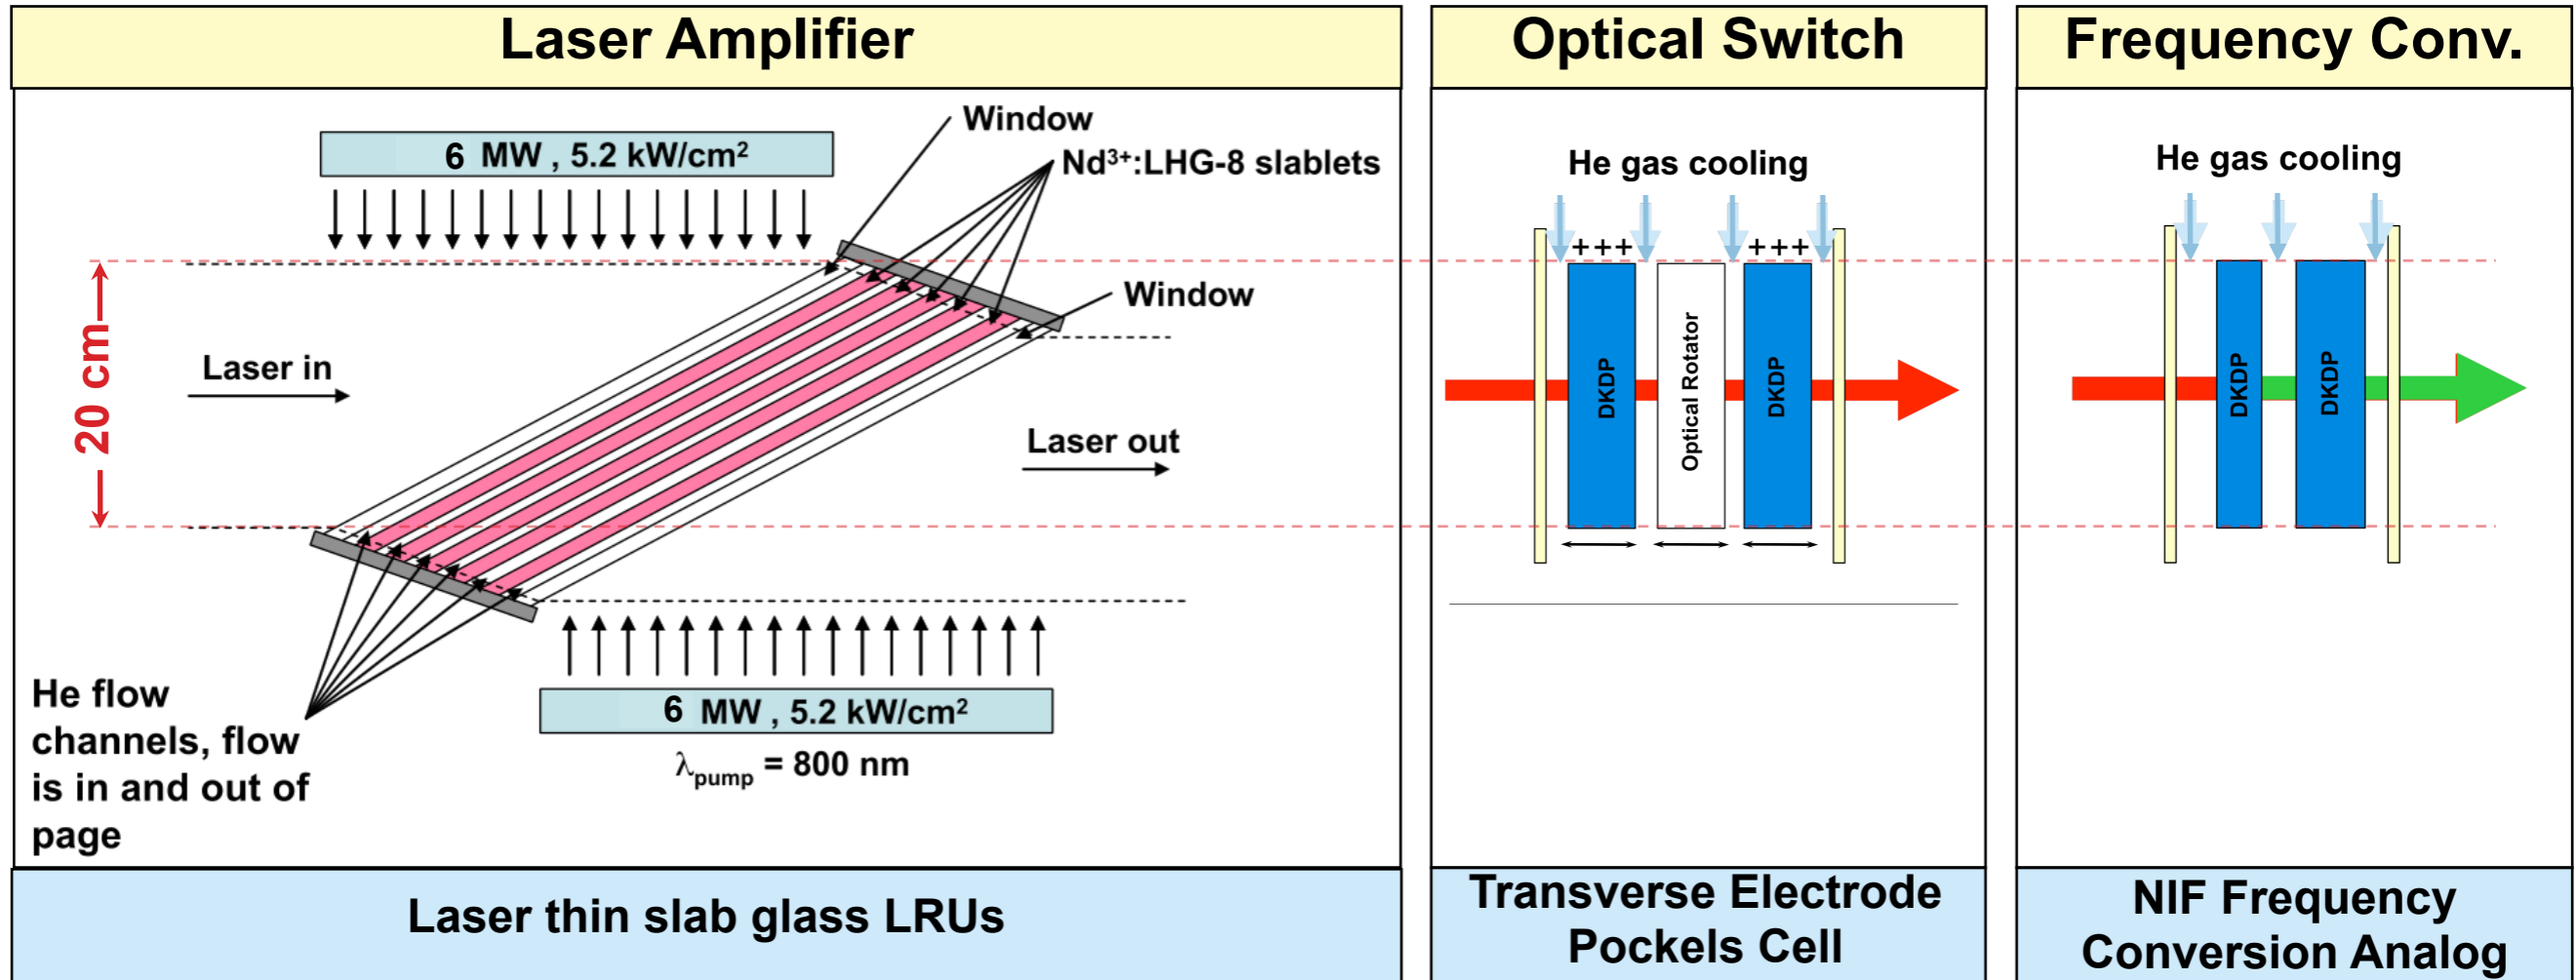 Laser Amplifier
6 MW , 5.2 kW/cm²
Window
Nd³⁺:LHG-8 slablets
Window
20 cm
Laser in
Laser out
He flow
channels, flow
is in and out of
page
6 MW , 5.2 kW/cm²
λpump = 800 nm
Laser thin slab glass LRUs
Optical Switch
He gas cooling
+++
+++
DKDP
Optical Rotator
DKDP
Transverse Electrode
Pockels Cell
Frequency Conv.
He gas cooling
DKDP
DKDP
NIF Frequency
Conversion Analog